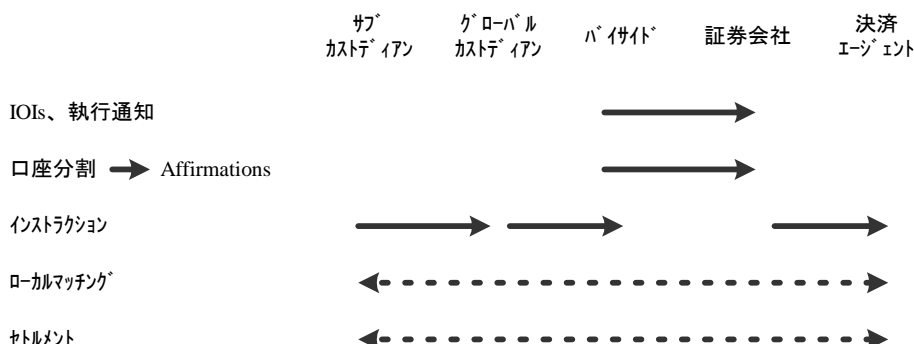 ｻﾌﾞ
ｶｽﾄﾃﾞｨｱﾝ
ｸﾞﾛｰﾊﾞﾙ
ｶｽﾄﾃﾞｨｱﾝ
ﾊﾞｲｻｲﾄﾞ
証券会社
決済
ｴｰｼﾞｪﾝﾄ
IOIs、執行通知
口座分割 Affirmations
ｲﾝｽﾄﾗｸｼｮﾝ
ﾛｰｶﾙﾏｯﾁﾝｸﾞ
ｾﾄﾙﾒﾝﾄ